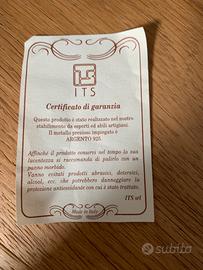 ITS
Certificato di garanzia
Questo prodotto è stato realizzato nel nostro
stabilimento da esperti ed abili artigiani.
Il metallo prezioso impiegato è
ARGENTO 925.
Affinché il prodotto conservi nel tempo la sua
lucentezza si raccomanda di pulirlo con un
panno morbido.
Vanno evitati prodotti abrasivi, detersivi,
alcool, ecc. che potrebbero danneggiare la
protezione antiossidante con cui è stato trattato.
ITS srl
Made in Italy
subito